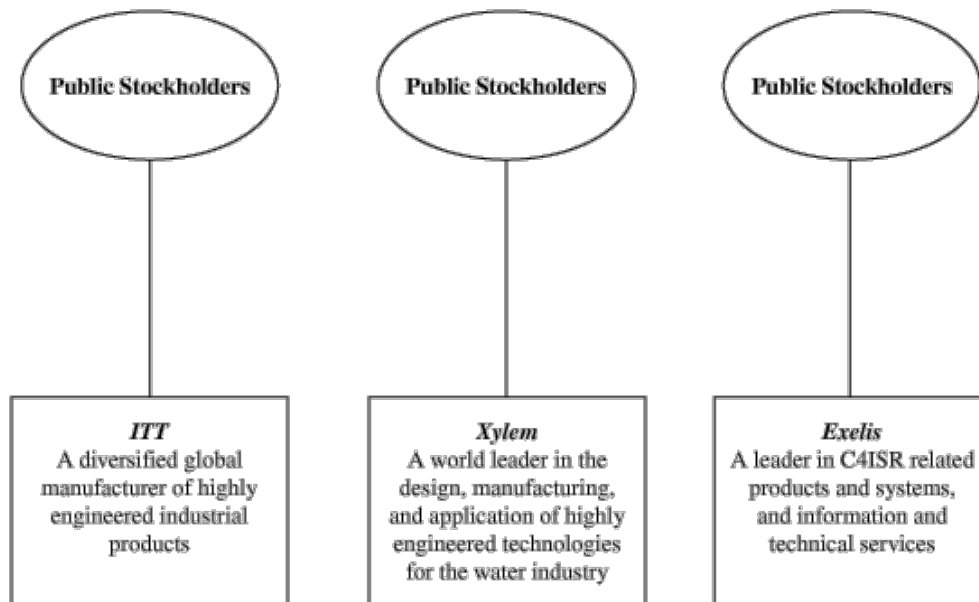 Public Stockholders
Public Stockholders
Public Stockholders
ITT
A diversified global
manufacturer of highly
engineered industrial
products
Xylem
A world leader in the
design, manufacturing,
and application of highly
engineered technologies
for the water industry
Exelis
A leader in C4ISR related
products and systems,
and information and
technical services